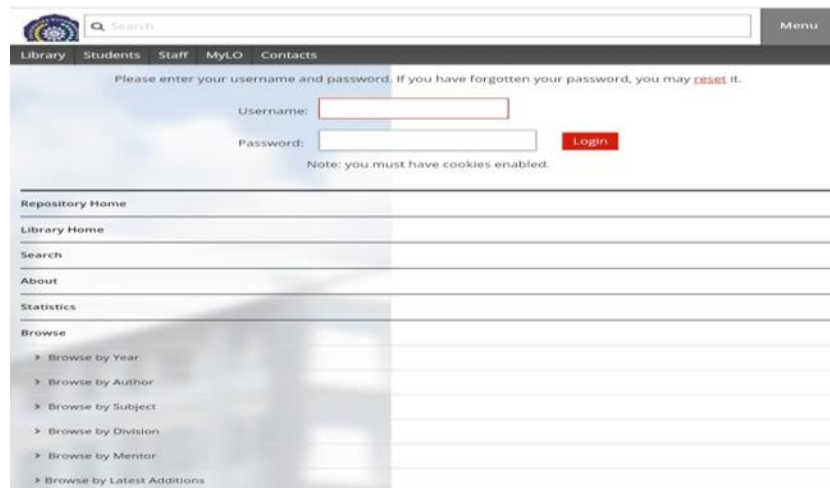 Search
Menu
Library Students Staff MyLO Contacts
Please enter your username and password. If you have forgotten your password, you may reset it.
Username:
Password:
Login
Note: you must have cookies enabled.
Repository Home
Library Home
Search
About
Statistics
Browse
> Browse by Year
> Browse by Author
> Browse by Subject
> Browse by Division
> Browse by Mentor
> Browse by Latest Additions